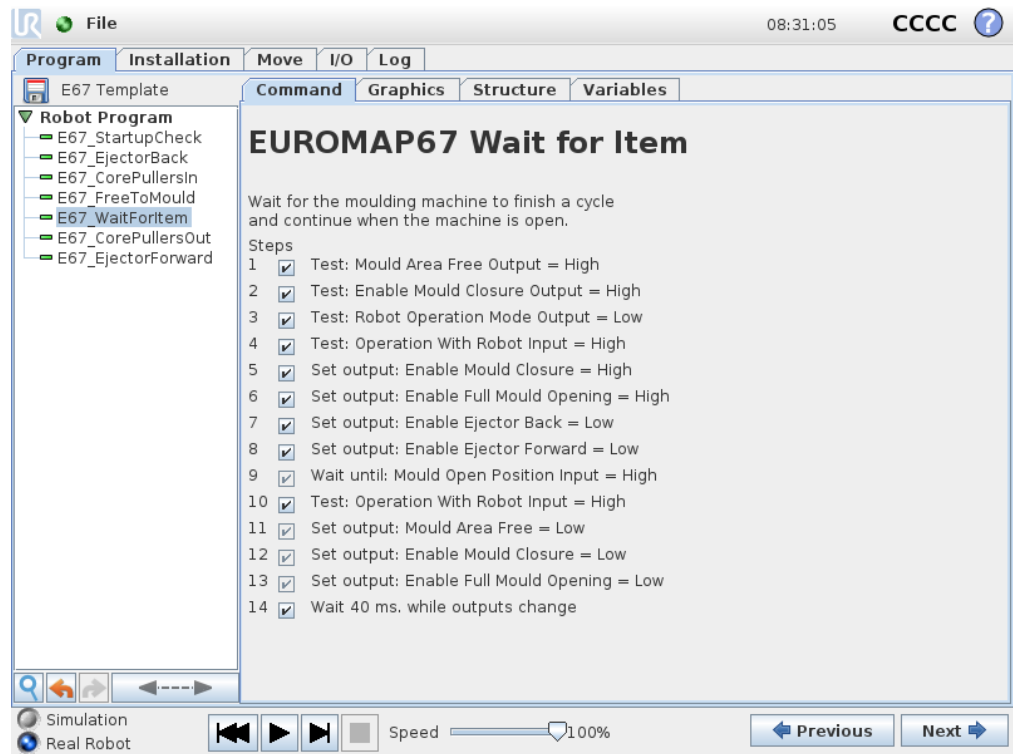 UR File 08:31:05 CCCC ?
Program Installation Move I/O Log
E67 Template
Command Graphics Structure Variables
Robot Program
E67_StartupCheck
E67_EjectorBack
E67_CorePullersIn
E67_FreeToMould
E67_WaitForItem
E67_CorePullersOut
E67_EjectorForward
EUROMAP67 Wait for Item
Wait for the moulding machine to finish a cycle
and continue when the machine is open.
Steps
1 Test: Mould Area Free Output = High
2 Test: Enable Mould Closure Output = High
3 Test: Robot Operation Mode Output = Low
4 Test: Operation With Robot Input = High
5 Set output: Enable Mould Closure = High
6 Set output: Enable Full Mould Opening = High
7 Set output: Enable Ejector Back = Low
8 Set output: Enable Ejector Forward = Low
9 Wait until: Mould Open Position Input = High
10 Test: Operation With Robot Input = High
11 Set output: Mould Area Free = Low
12 Set output: Enable Mould Closure = Low
13 Set output: Enable Full Mould Opening = Low
14 Wait 40 ms. while outputs change
Simulation
Real Robot
Speed 100%
Previous Next